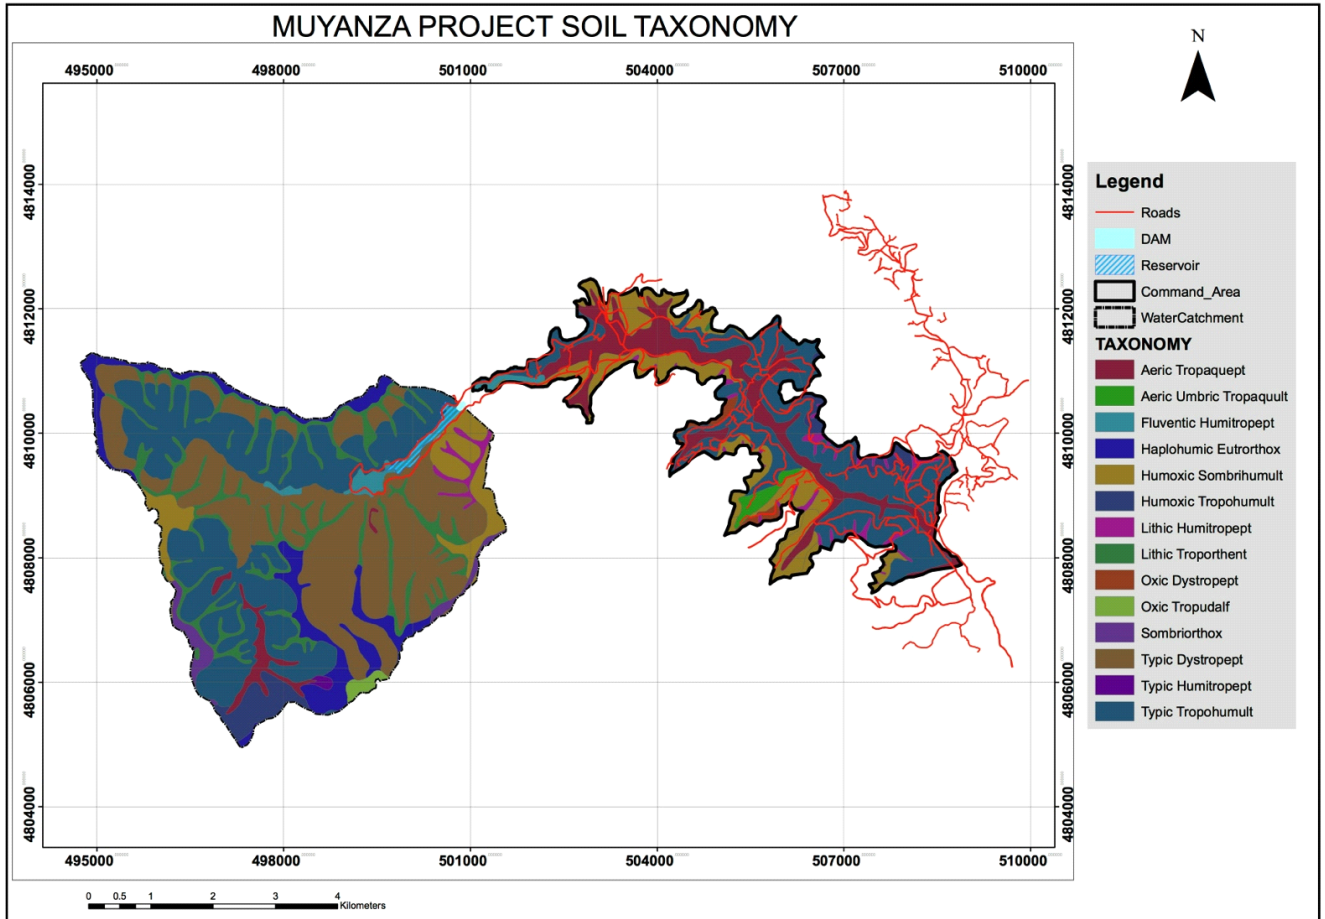 MUYANZA PROJECT SOIL TAXONOMY
N
495000 498000 501000 504000 507000 510000
4814000 4814000
4812000 4812000
4810000 4810000
4808000 4808000
4806000 4806000
4804000 4804000
495000 498000 501000 504000 507000 510000
0 0.5 1 2 3 4
Kilometers
Legend
Roads
DAM
Reservoir
Command_Area
WaterCatchment
TAXONOMY
Aeric Tropaquept
Aeric Umbric Tropaquult
Fluventic Humitropept
Haplohumic Eutrorthox
Humoxic Sombrihumult
Humoxic Tropohumult
Lithic Humitropept
Lithic Troporthent
Oxic Dystropept
Oxic Tropudalf
Sombriorthox
Typic Dystropept
Typic Humitropept
Typic Tropohumult